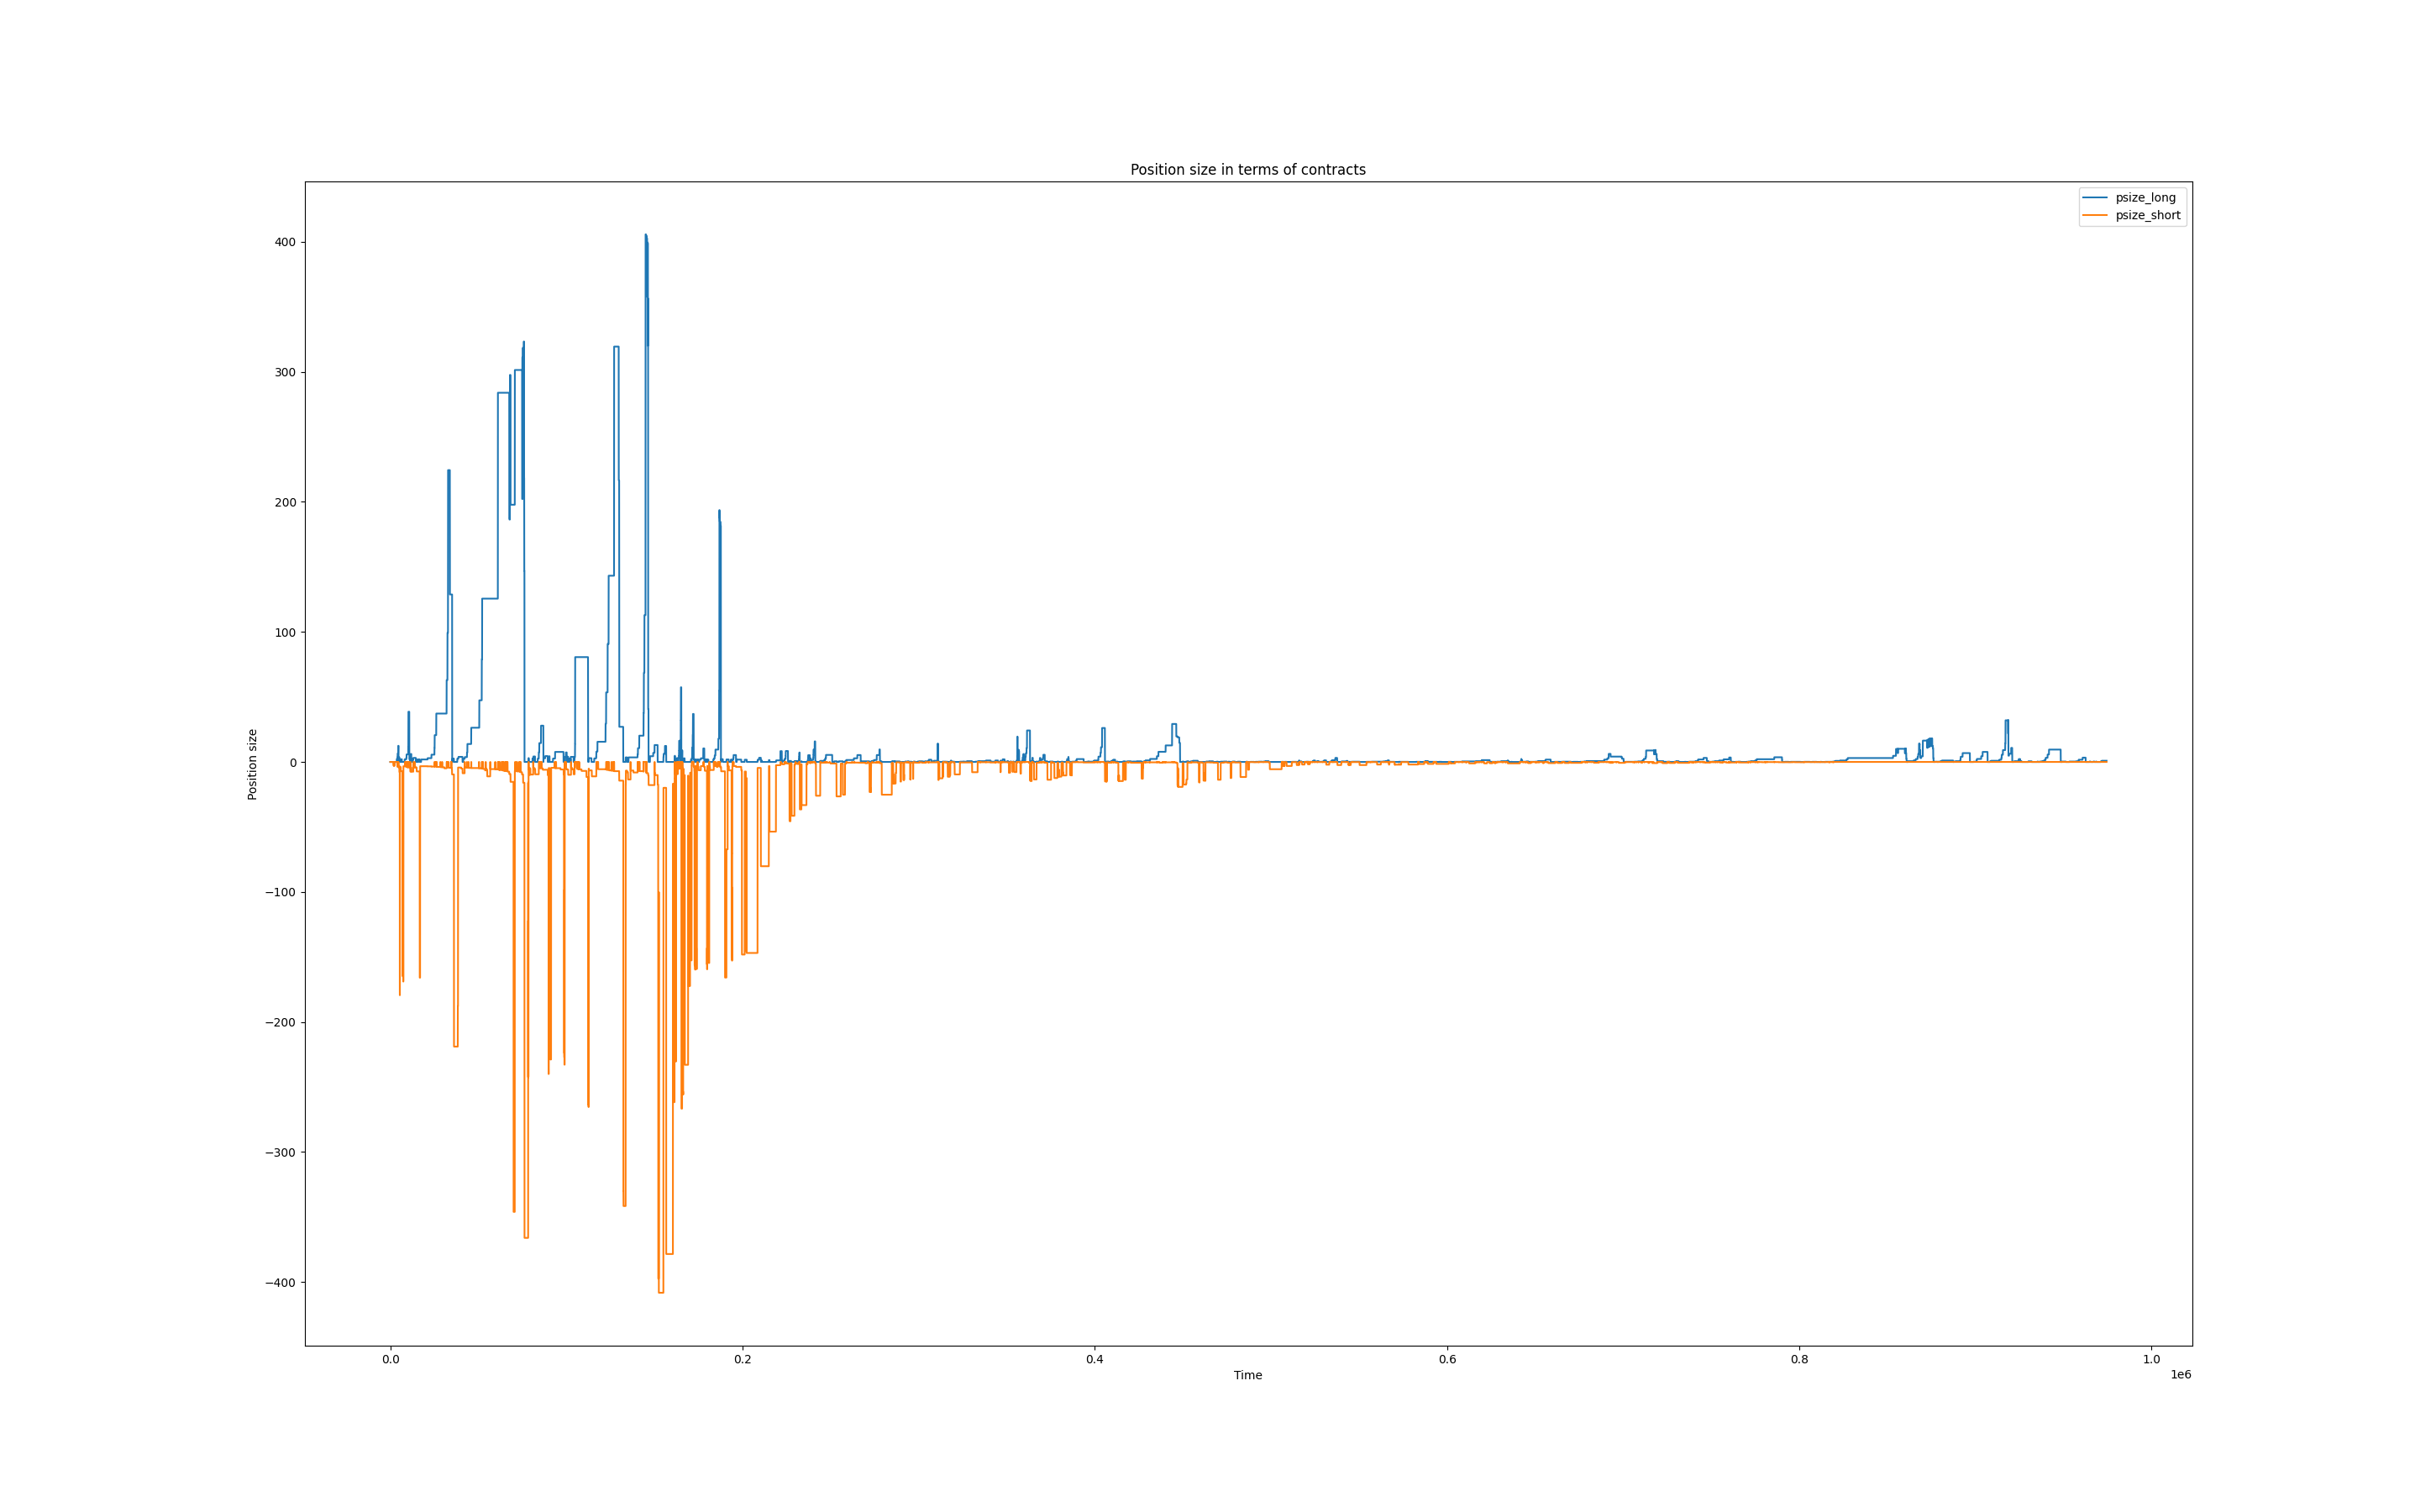 Position size in terms of contracts
psize_long
psize_short
400
300
200
100
0
−100
−200
−300
−400
Position size
0.0 0.2 0.4 0.6 0.8 1.0
1e6
Time